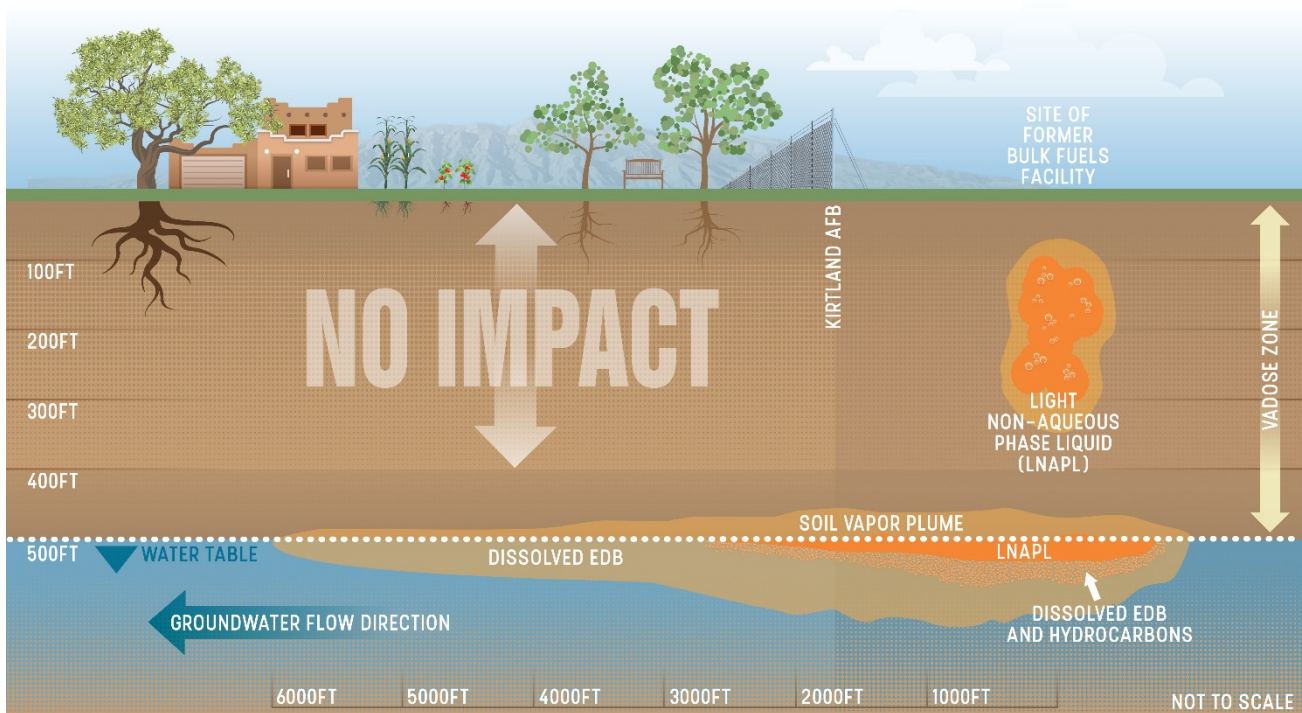 SITE OF
FORMER
BULK FUELS
FACILITY
KIRTLAND AFB
VADOSE ZONE
100FT
200FT
300FT
400FT
500FT
NO IMPACT
LIGHT
NON-AQUEOUS
PHASE LIQUID
(LNAPL)
SOIL VAPOR PLUME
WATER TABLE
DISSOLVED EDB
LNAPL
GROUNDWATER FLOW DIRECTION
DISSOLVED EDB
AND HYDROCARBONS
6000FT
5000FT
4000FT
3000FT
2000FT
1000FT
NOT TO SCALE